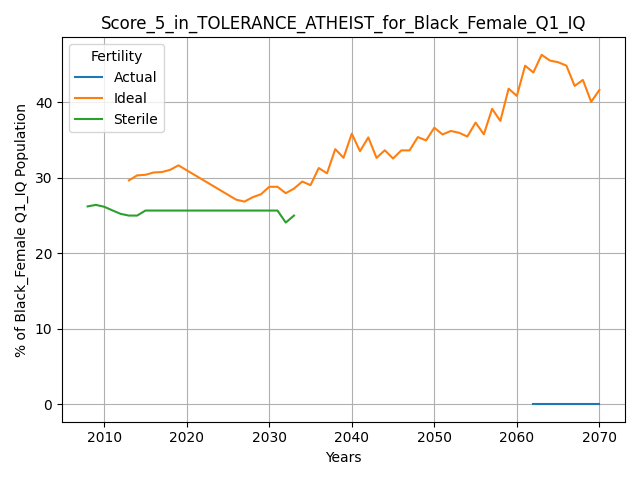 Score_5_in_TOLERANCE_ATHEIST_for_Black_Female_Q1_IQ
Fertility
Actual
Ideal
Sterile
% of Black_Female Q1_IQ Population
40
30
20
10
0
2010 2020 2030 2040 2050 2060 2070
Years